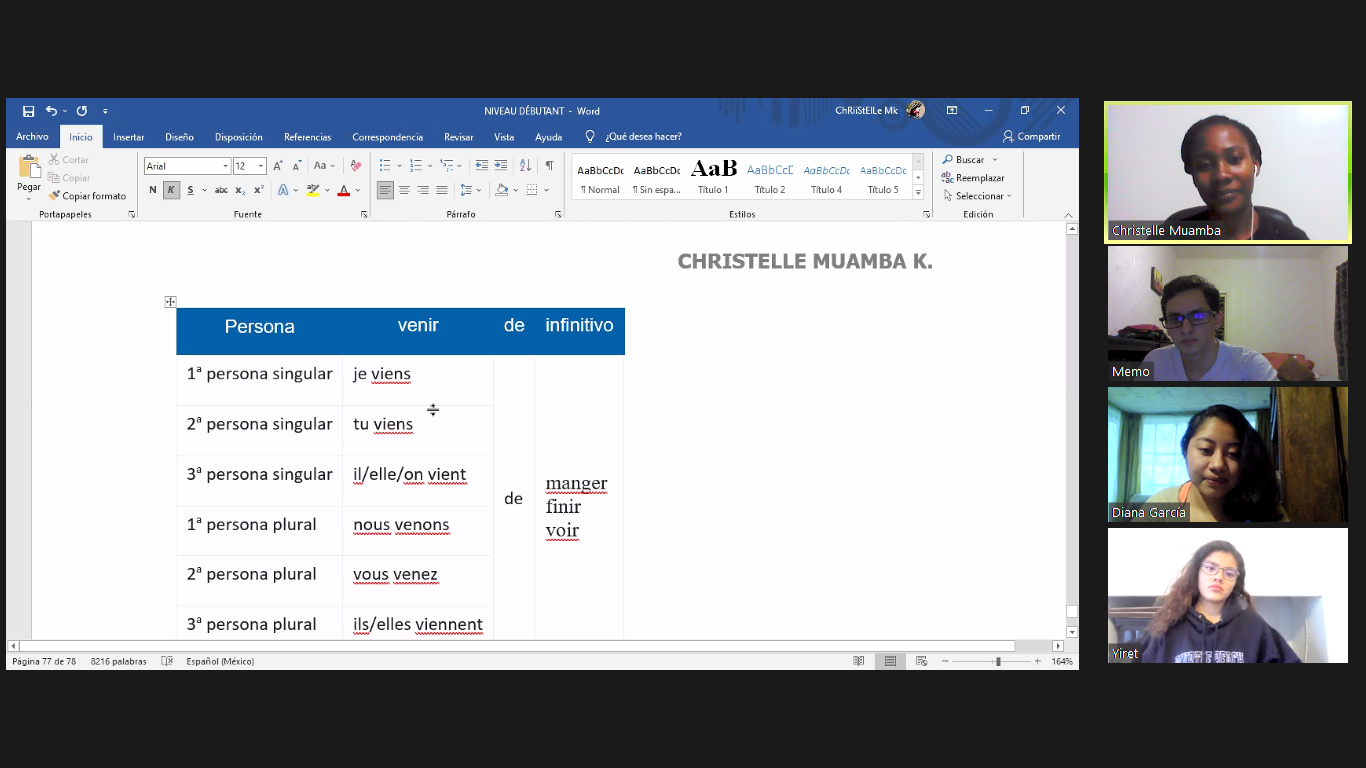 NIVEAU DÉBUTANT - Word
ChRiiStElLe Mk
Archivo Inicio Insertar Diseño Disposición Referencias Correspondencia Revisar Vista Ayuda ¿Qué desea hacer? Compartir
Pegar
Cortar
Copiar
Copiar formato
Portapapeles
Arial 12
N K S abc x₂ x²
Fuente
Párrafo
AaBbCcDc AaBbCcDc AaB AaBbCcD AaBbCcDc AaBbCcDc
¶ Normal ¶ Sin espa... Título 1 Título 2 Título 4 Título 5
Estilos
Buscar
Reemplazar
Seleccionar
Edición
CHRISTELLE MUAMBA K.
Persona venir de infinitivo
1ª persona singular je viens
2ª persona singular tu viens
3ª persona singular il/elle/on vient
1ª persona plural nous venons
2ª persona plural vous venez
3ª persona plural ils/elles viennent
de
manger
finir
voir
Página 77 de 78 8216 palabras Español (México) 164%
Christelle Muamba
Memo
Diana García
Yiret